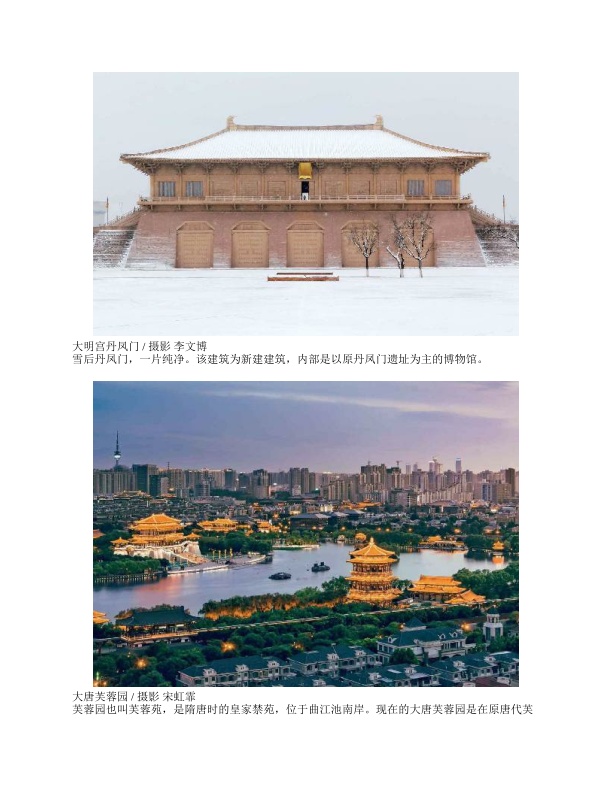 大明宫丹凤门 / 摄影 李文博
雪后丹凤门，一片纯净。该建筑为新建建筑，内部是以原丹凤门遗址为主的博物馆。
大唐芙蓉园 / 摄影 宋虹霏
芙蓉园也叫芙蓉苑，是隋唐时的皇家禁苑，位于曲江池南岸。现在的大唐芙蓉园是在原唐代芙